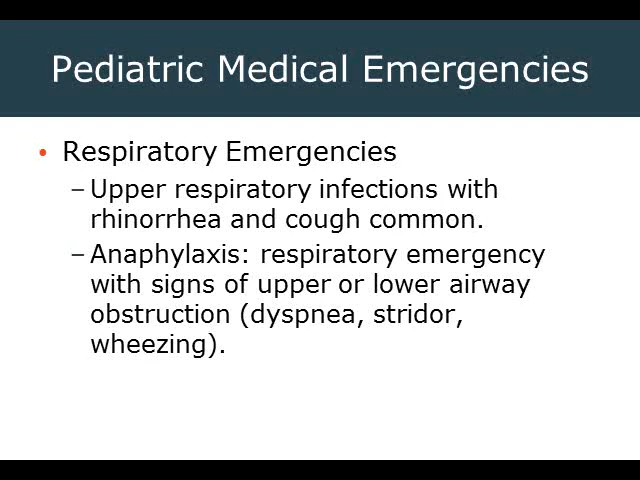 Pediatric Medical Emergencies
• Respiratory Emergencies
– Upper respiratory infections with
rhinorrhea and cough common.
– Anaphylaxis: respiratory emergency
with signs of upper or lower airway
obstruction (dyspnea, stridor,
wheezing).